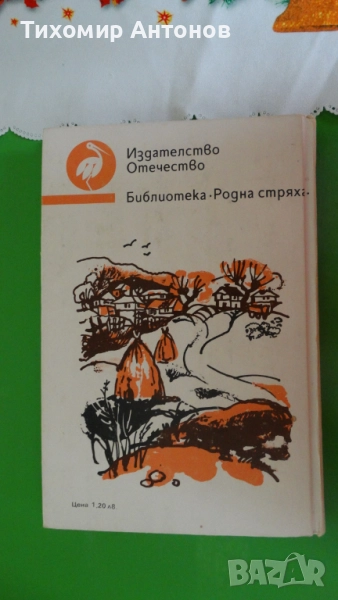 Тихомир Антонов
Издателство
Отечество
Библиотека•Родна стряха•
Цена 1,20 лв.
BAZAR